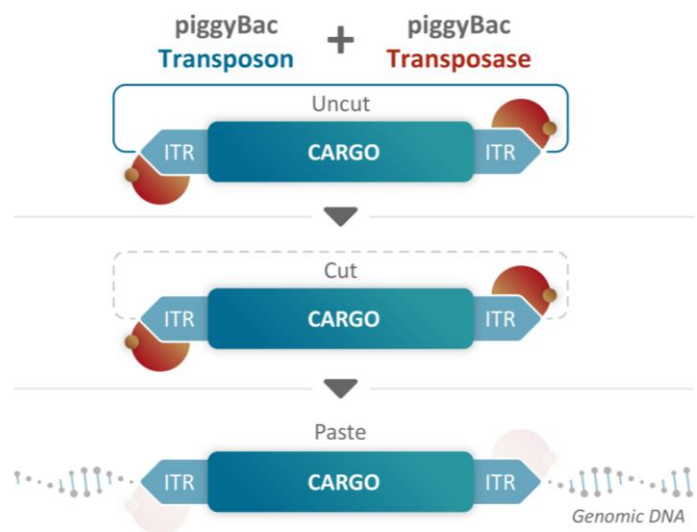 piggyBac + piggyBac
Transposon Transposase
Uncut
ITR CARGO ITR
Cut
ITR CARGO ITR
Paste
ITR CARGO ITR
Genomic DNA